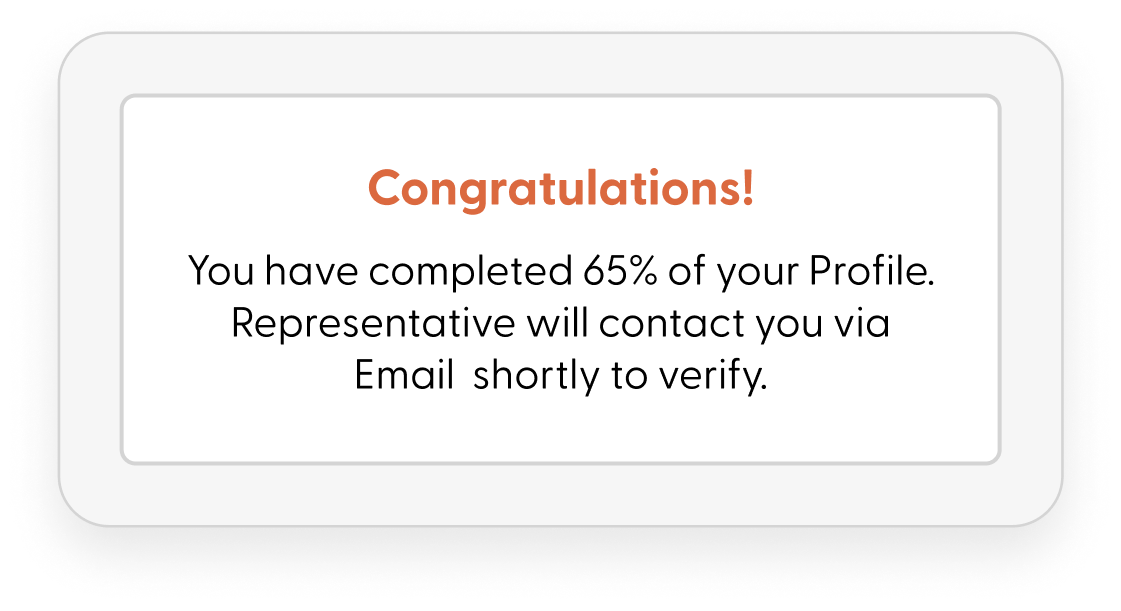 Congratulations!
You have completed 65% of your Profile.
Representative will contact you via
Email  shortly to verify.